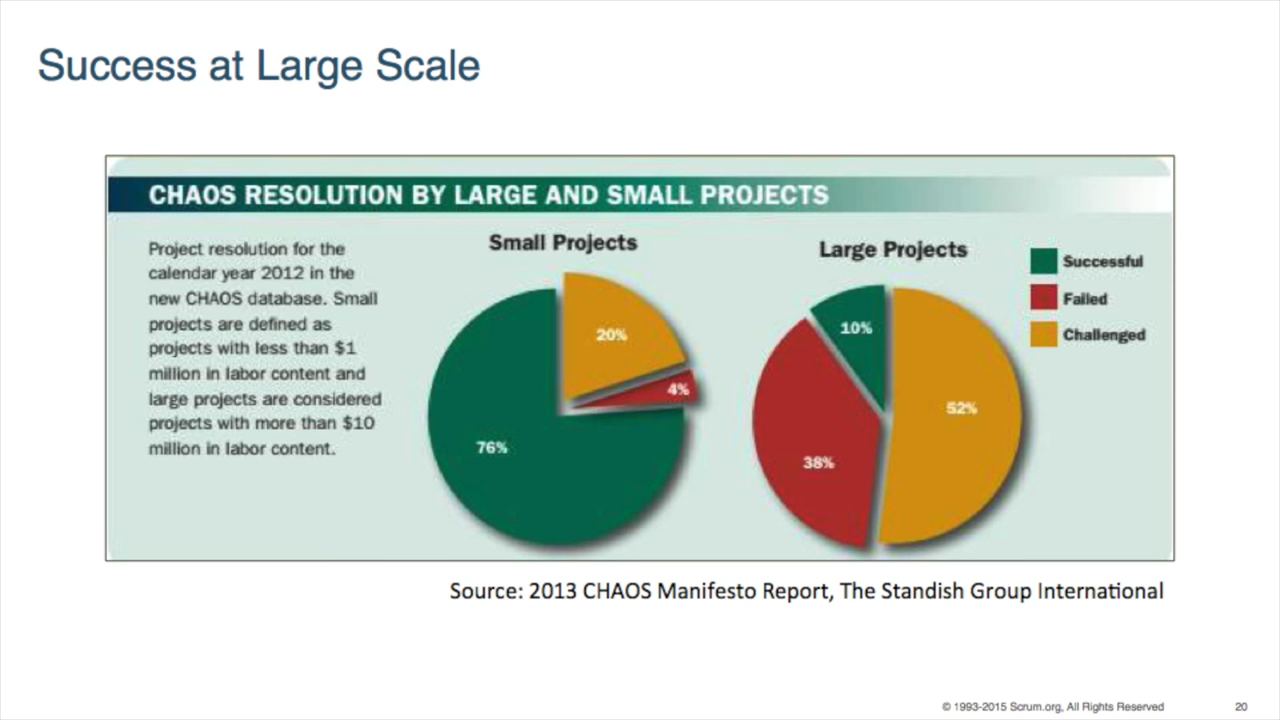 Success at Large Scale
CHAOS RESOLUTION BY LARGE AND SMALL PROJECTS
Project resolution for the
calendar year 2012 in the
new CHAOS database. Small
projects are defined as
projects with less than $1
million in labor content and
large projects are considered
projects with more than $10
million in labor content.
Small Projects
20%
4%
76%
Large Projects
10%
52%
38%
Successful
Failed
Challenged
Source: 2013 CHAOS Manifesto Report, The Standish Group International
© 1993-2015 Scrum.org, All Rights Reserved
20